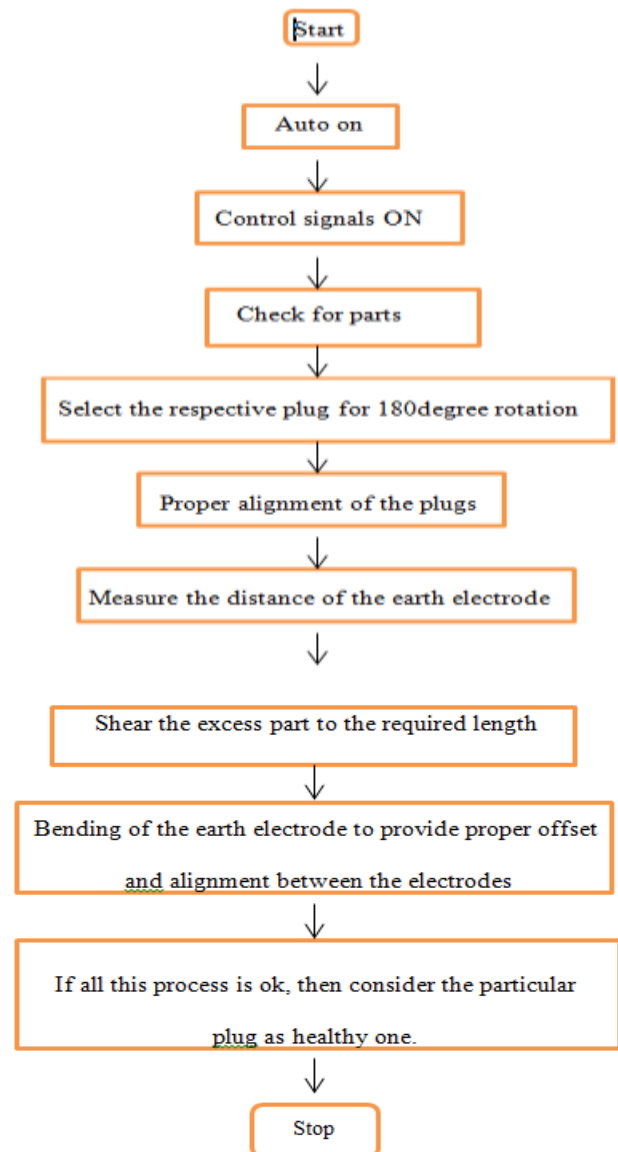 Start
Auto on
Control signals ON
Check for parts
Select the respective plug for 180degree rotation
Proper alignment of the plugs
Measure the distance of the earth electrode
Shear the excess part to the required length
Bending of the earth electrode to provide proper offset
and alignment between the electrodes
If all this process is ok, then consider the particular
plug as healthy one.
Stop